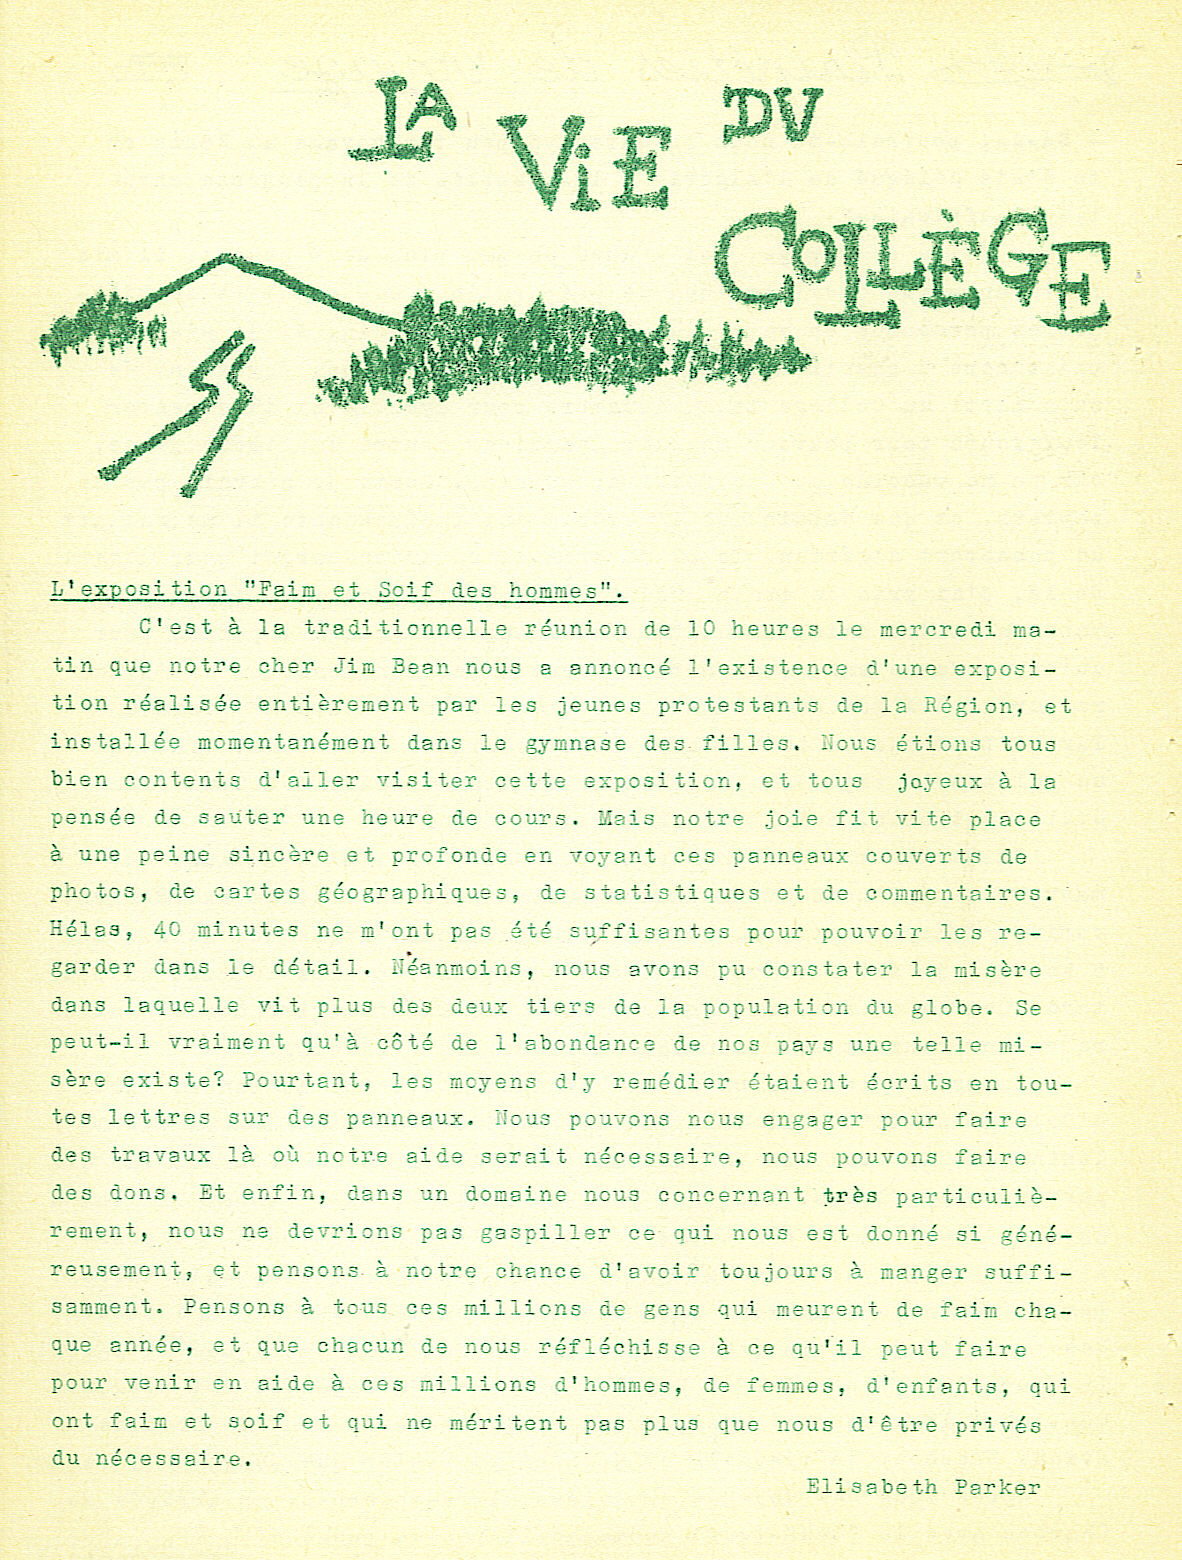 LA VIE DU
COLLÈGE
L'exposition "Faim et Soif des hommes".
C'est à la traditionnelle réunion de 10 heures le mercredi ma-
tin que notre cher Jim Bean nous a annoncé l'existence d'une exposi-
tion réalisée entièrement par les jeunes protestants de la Région, et
installée momentanément dans le gymnase des filles. Nous étions tous
bien contents d'aller visiter cette exposition, et tous joyeux à la
pensée de sauter une heure de cours. Mais notre joie fit vite place
à une peine sincère et profonde en voyant ces panneaux couverts de
photos, de cartes géographiques, de statistiques et de commentaires.
Hélas, 40 minutes ne m'ont pas été suffisantes pour pouvoir les re-
garder dans le détail. Néanmoins, nous avons pu constater la misère
dans laquelle vit plus des deux tiers de la population du globe. Se
peut-il vraiment qu'à côté de l'abondance de nos pays une telle mi-
sère existe? Pourtant, les moyens d'y remédier étaient écrits en tou-
tes lettres sur des panneaux. Nous pouvons nous engager pour faire
des travaux là où notre aide serait nécessaire, nous pouvons faire
des dons. Et enfin, dans un domaine nous concernant très particuliè-
rement, nous ne devrions pas gaspiller ce qui nous est donné si géné-
reusement, et pensons à notre chance d'avoir toujours à manger suffi-
samment. Pensons à tous ces millions de gens qui meurent de faim cha-
que année, et que chacun de nous réfléchisse à ce qu'il peut faire
pour venir en aide à ces millions d'hommes, de femmes, d'enfants, qui
ont faim et soif et qui ne méritent pas plus que nous d'être privés
du nécessaire.
Elisabeth Parker